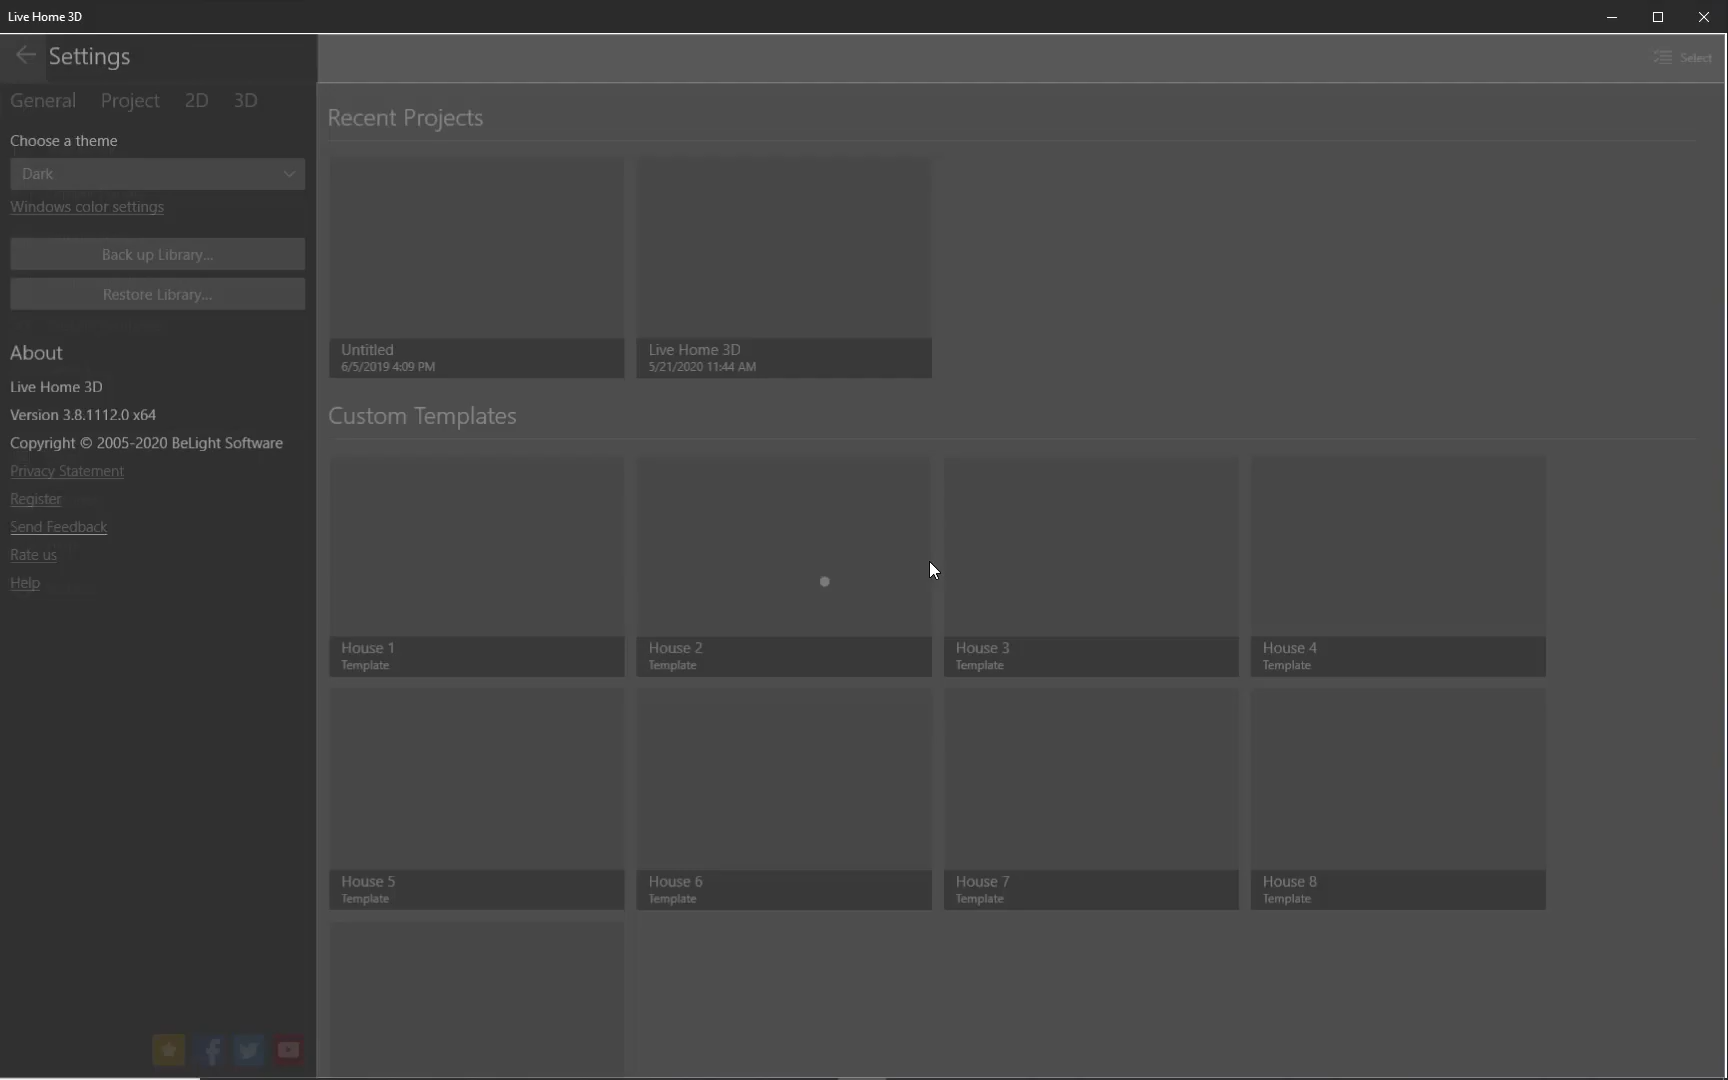 Live Home 3D
Settings
Select
General Project 2D 3D
Choose a theme
Dark
Windows color settings
Back up Library...
Restore Library...
About
Live Home 3D
Version 3.8.1112.0 x64
Copyright © 2005-2020 BeLight Software
Privacy Statement
Register
Send Feedback
Rate us
Help
Recent Projects
Untitled
6/5/2019 4:09 PM
Live Home 3D
5/21/2020 11:44 AM
Custom Templates
House 1
Template
House 2
Template
House 3
Template
House 4
Template
House 5
Template
House 6
Template
House 7
Template
House 8
Template